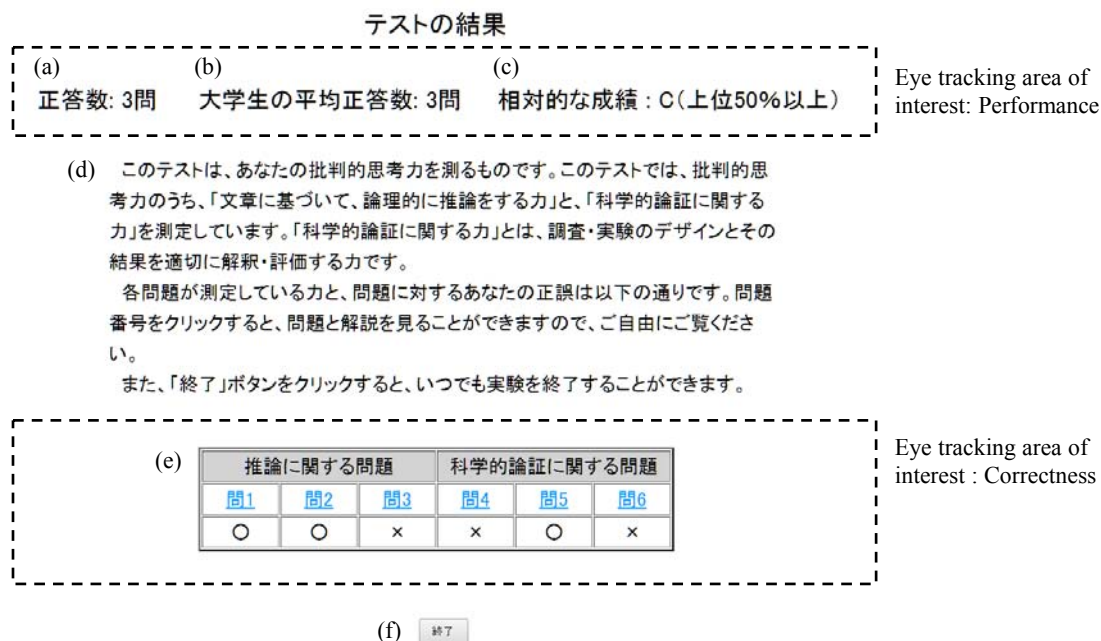 テストの結果
(a) (b) (c)
正答数: 3問 大学生の平均正答数: 3問 相対的な成績 : C(上位50%以上)
Eye tracking area of
interest: Performance
(d) このテストは、あなたの批判的思考力を測るものです。このテストでは、批判的思
考力のうち、「文章に基づいて、論理的に推論をする力」と、「科学的論証に関する
力」を測定しています。「科学的論証に関する力」とは、調査・実験のデザインとその
結果を適切に解釈・評価する力です。
各問題が測定している力と、問題に対するあなたの正誤は以下の通りです。問題
番号をクリックすると、問題と解説を見ることができますので、ご自由にご覧くださ
い。
また、「終了」ボタンをクリックすると、いつでも実験を終了することができます。
Eye tracking area of
interest : Correctness
(e) 推論に関する問題 科学的論証に関する問題
問1 問2 問3 問4 問5 問6
○ ○ × × ○ ×
(f) 終了